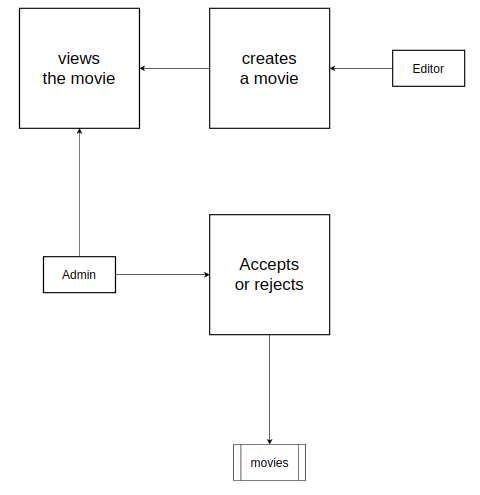 views
the movie
creates
a movie
Editor
Admin
Accepts
or rejects
movies